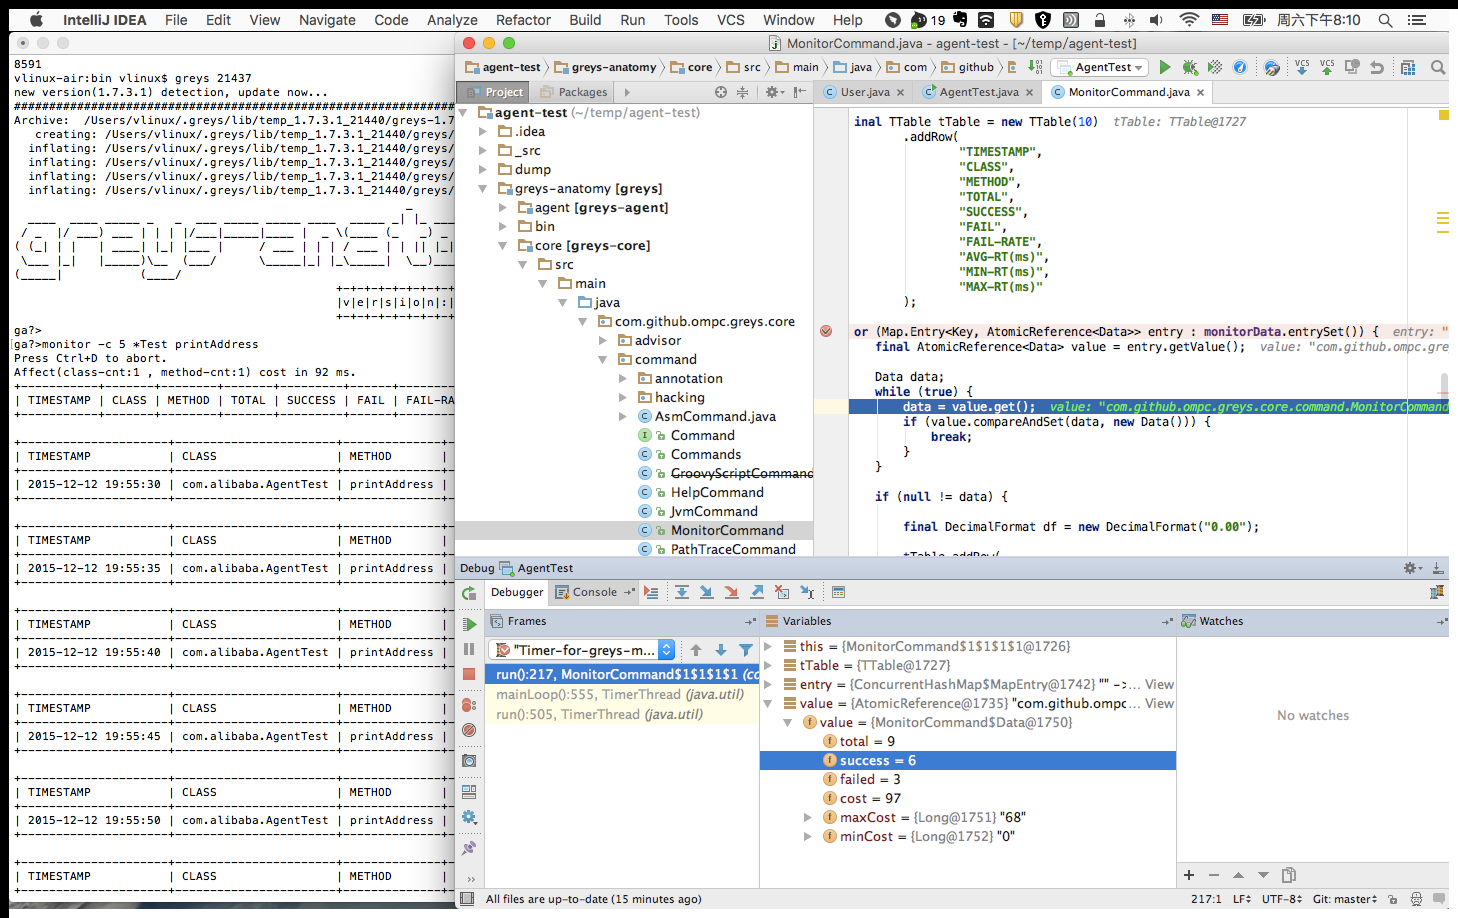 IntelliJ IDEA File Edit View Navigate Code Analyze Refactor Build Run Tools VCS Window Help 19 周六下午8:10
8591
vlinux-air:bin vlinux$ greys 21437
new version(1.7.3.1) detection, update now...
################################################################
Archive:  /Users/vlinux/.greys/lib/temp_1.7.3.1_21440/greys-1.7
creating: /Users/vlinux/.greys/lib/temp_1.7.3.1_21440/greys/
inflating: /Users/vlinux/.greys/lib/temp_1.7.3.1_21440/greys/
inflating: /Users/vlinux/.greys/lib/temp_1.7.3.1_21440/greys/
inflating: /Users/vlinux/.greys/lib/temp_1.7.3.1_21440/greys/
inflating: /Users/vlinux/.greys/lib/temp_1.7.3.1_21440/greys/
|v|e|r|s|i|o|n|:|
ga?>
ga?>monitor -c 5 *Test printAddress
Press Ctrl+D to abort.
Affect(class-cnt:1 , method-cnt:1) cost in 92 ms.
| TIMESTAMP | CLASS | METHOD | TOTAL | SUCCESS | FAIL | FAIL-RA
| TIMESTAMP | CLASS | METHOD |
| 2015-12-12 19:55:30 | com.alibaba.AgentTest | printAddress |
| TIMESTAMP | CLASS | METHOD |
| 2015-12-12 19:55:35 | com.alibaba.AgentTest | printAddress |
| TIMESTAMP | CLASS | METHOD |
| 2015-12-12 19:55:40 | com.alibaba.AgentTest | printAddress |
| TIMESTAMP | CLASS | METHOD |
| 2015-12-12 19:55:45 | com.alibaba.AgentTest | printAddress |
| TIMESTAMP | CLASS | METHOD |
| 2015-12-12 19:55:50 | com.alibaba.AgentTest | printAddress |
| TIMESTAMP | CLASS | METHOD |
MonitorCommand.java - agent-test - [~/temp/agent-test]
agent-test greys-anatomy core src main java com github AgentTest VCS VCS
Project Packages
agent-test (~/temp/agent-test)
.idea
_src
dump
greys-anatomy [greys]
agent [greys-agent]
bin
core [greys-core]
src
main
java
com.github.ompc.greys.core
advisor
command
annotation
hacking
AsmCommand.java
Command
Commands
GroovyScriptCommand
HelpCommand
JvmCommand
MonitorCommand
PathTraceCommand
User.java AgentTest.java MonitorCommand.java
inal TTable tTable = new TTable(10)  tTable: TTable@1727
.addRow(
"TIMESTAMP",
"CLASS",
"METHOD",
"TOTAL",
"SUCCESS",
"FAIL",
"FAIL-RATE",
"AVG-RT(ms)",
"MIN-RT(ms)",
"MAX-RT(ms)"
);
or (Map.Entry<Key, AtomicReference<Data>> entry : monitorData.entrySet()) {  entry: "
final AtomicReference<Data> value = entry.getValue();  value: "com.github.ompc.gre
Data data;
while (true) {
data = value.get();  value: "com.github.ompc.greys.core.command.MonitorCommand
if (value.compareAndSet(data, new Data())) {
break;
}
}
if (null != data) {
final DecimalFormat df = new DecimalFormat("0.00");
tTable.addRow(
Debug AgentTest
Debugger Console
Frames
"Timer-for-greys-m...
run():217, MonitorCommand$1$1$1$1 (co
mainLoop():555, TimerThread (java.util)
run():505, TimerThread (java.util)
Variables
this = {MonitorCommand$1$1$1$1@1726}
tTable = {TTable@1727}
entry = {ConcurrentHashMap$MapEntry@1742} "" ->... View
value = {AtomicReference@1735} "com.github.ompc... View
value = {MonitorCommand$Data@1750}
total = 9
success = 6
failed = 3
cost = 97
maxCost = {Long@1751} "68"
minCost = {Long@1752} "0"
Watches
No watches
All files are up-to-date (15 minutes ago) 217:1 LF UTF-8 Git: master